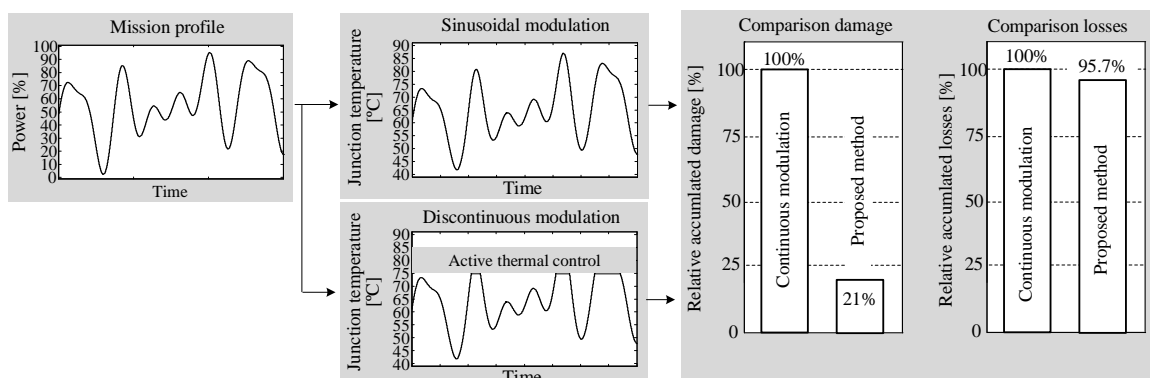 Mission profile
Power [%]
100
90
80
70
60
50
40
30
20
10
0
Time
Sinusoidal modulation
Junction temperature
[ºC]
90
85
80
75
70
65
60
55
50
45
40
Time
Discontinuous modulation
Junction temperature
[ºC]
90
85
80
75
70
65
60
55
50
45
40
Active thermal control
Time
Comparison damage
Relative accumlated damage [%]
100
75
50
25
0
100%
Continuous modulation
Proposed method
21%
Comparison losses
Relative accumlated losses [%]
100
75
50
25
0
100%
95.7%
Continuous modulation
Proposed method